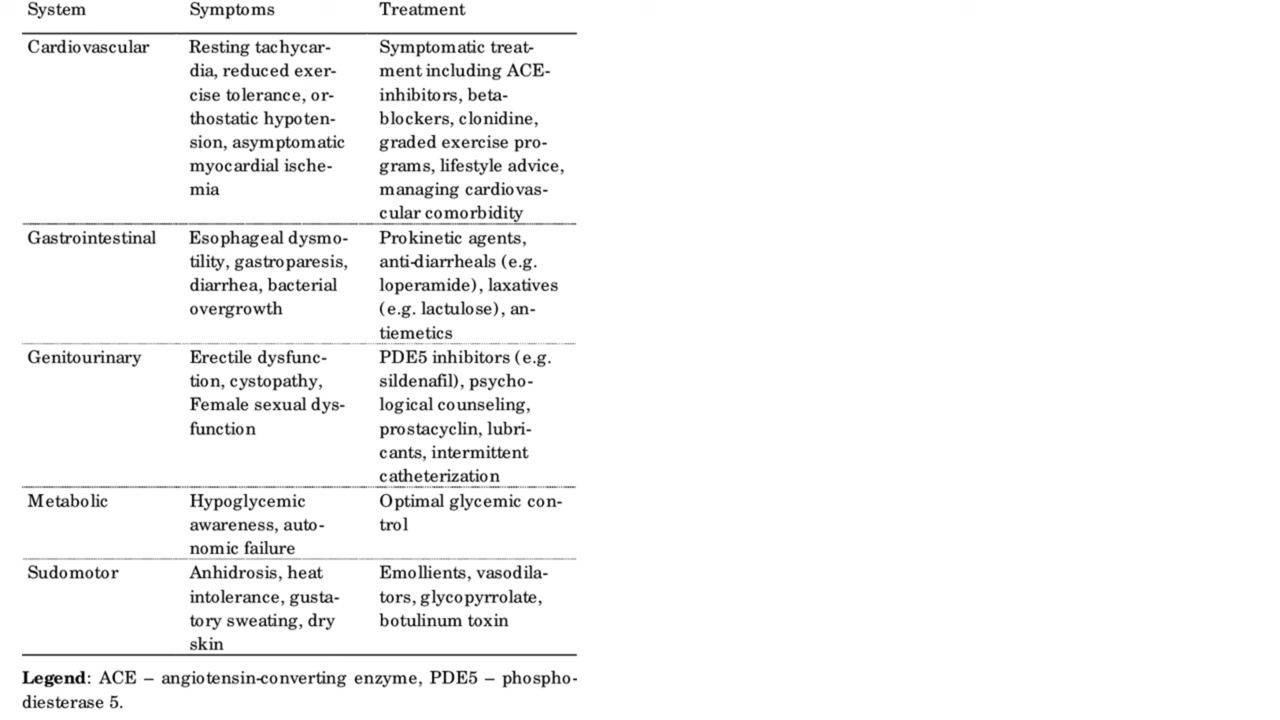 System Symptoms Treatment
Cardiovascular Resting tachycar- Symptomatic treat-
dia, reduced exer- ment including ACE-
cise tolerance, or- inhibitors, beta-
thostatic hypoten- blockers, clonidine,
sion, asymptomatic graded exercise pro-
myocardial ische- grams, lifestyle advice,
mia managing cardiovas-
cular comorbidity
Gastrointestinal Esophageal dysmo- Prokinetic agents,
tility, gastroparesis, anti-diarrheals (e.g.
diarrhea, bacterial loperamide), laxatives
overgrowth (e.g. lactulose), an-
tiemetics
Genitourinary Erectile dysfunc- PDE5 inhibitors (e.g.
tion, cystopathy, sildenafil), psycho-
Female sexual dys- logical counseling,
function prostacyclin, lubri-
cants, intermittent
catheterization
Metabolic Hypoglycemic Optimal glycemic con-
awareness, auto- trol
nomic failure
Sudomotor Anhidrosis, heat Emollients, vasodila-
intolerance, gusta- tors, glycopyrrolate,
tory sweating, dry botulinum toxin
skin
Legend: ACE – angiotensin-converting enzyme, PDE5 – phospho-
diesterase 5.